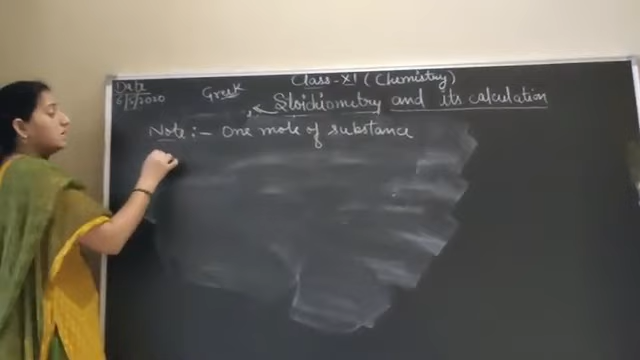 Date
Class-XI (Chemistry)
6/5/2020
Greek
Stoichiometry and its calculation
Note:- One mole of substance